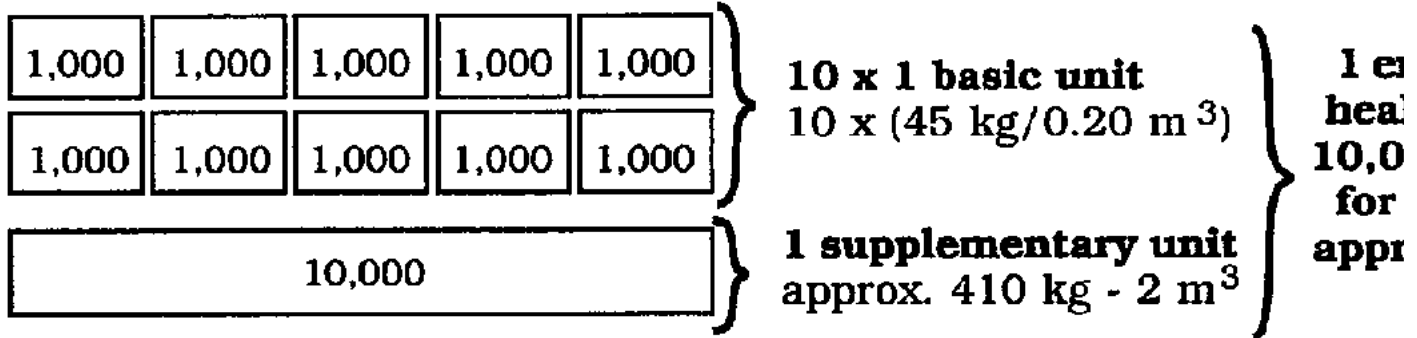 1,000 1,000 1,000 1,000 1,000
1,000 1,000 1,000 1,000 1,000
10 x 1 basic unit
10 x (45 kg/0.20 m³)
10,000
1 supplementary unit
approx. 410 kg - 2 m³
1
for